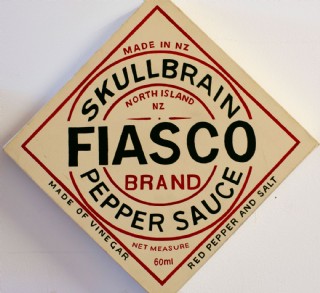 MADE IN NZ
SKULLBRAIN
NORTH ISLAND
NZ
FIASCO
BRAND
PEPPER SAUCE
MADE OF VINEGAR
RED PEPPER AND SALT
NET MEASURE
60ml